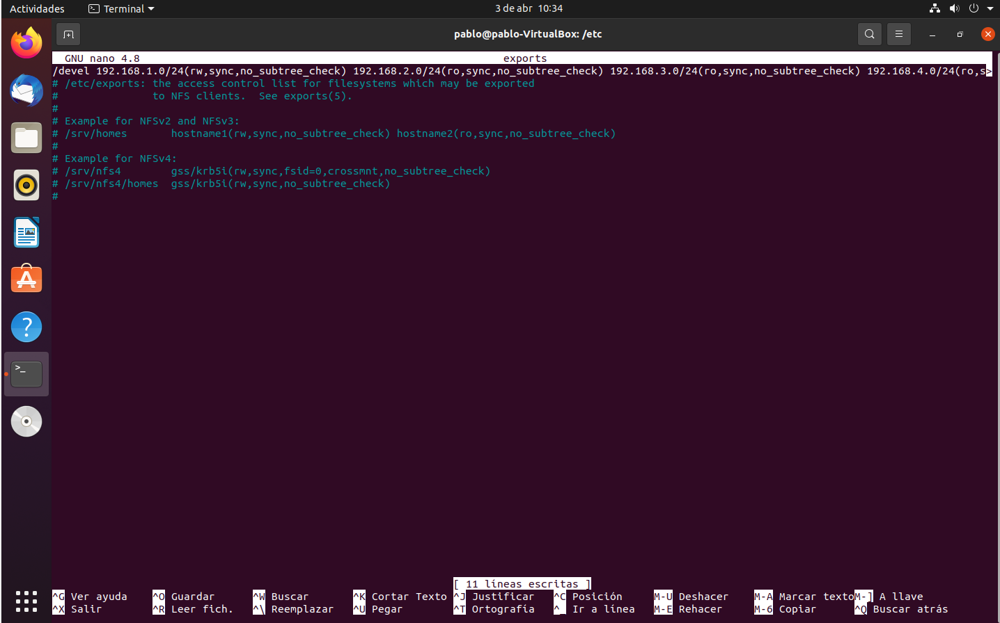 Actividades Terminal 3 de abr 10:34
pablo@pablo-VirtualBox: /etc
GNU nano 4.8 exports
/devel 192.168.1.0/24(rw,sync,no_subtree_check) 192.168.2.0/24(ro,sync,no_subtree_check) 192.168.3.0/24(ro,sync,no_subtree_check) 192.168.4.0/24(ro,s>
# /etc/exports: the access control list for filesystems which may be exported
#               to NFS clients.  See exports(5).
#
# Example for NFSv2 and NFSv3:
# /srv/homes       hostname1(rw,sync,no_subtree_check) hostname2(ro,sync,no_subtree_check)
#
# Example for NFSv4:
# /srv/nfs4        gss/krb5i(rw,sync,fsid=0,crossmnt,no_subtree_check)
# /srv/nfs4/homes  gss/krb5i(rw,sync,no_subtree_check)
#
[ 11 líneas escritas ]
^G Ver ayuda ^O Guardar ^W Buscar ^K Cortar Texto ^J Justificar ^C Posición M-U Deshacer M-A Marcar texto M-] A llave
^X Salir ^R Leer fich. ^\ Reemplazar ^U Pegar ^T Ortografía ^_ Ir a línea M-E Rehacer M-6 Copiar ^Q Buscar atrás